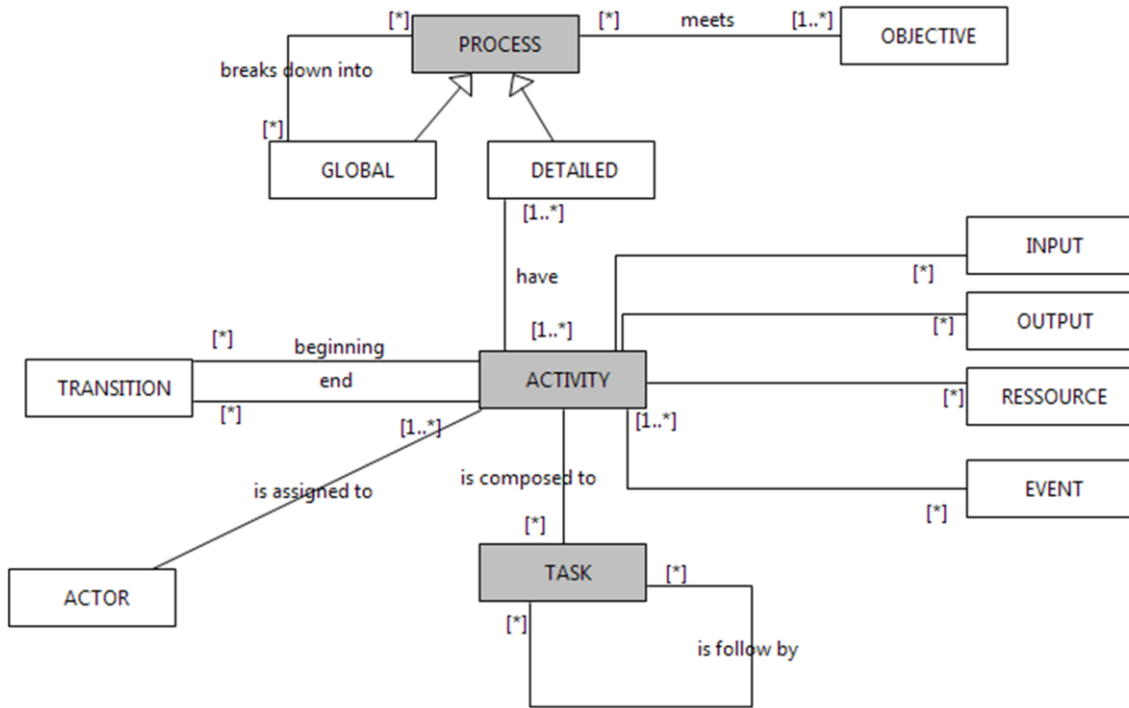 [*]
PROCESS
[*]
meets
[1..*]
OBJECTIVE
breaks down into
[*]
GLOBAL
DETAILED
[1..*]
INPUT
[*]
have
OUTPUT
[*]
[*]
beginning
[1..*]
TRANSITION
end
ACTIVITY
RESSOURCE
[*]
[*]
[1..*]
[1..*]
is assigned to
is composed to
EVENT
[*]
[*]
ACTOR
TASK
[*]
[*]
is follow by